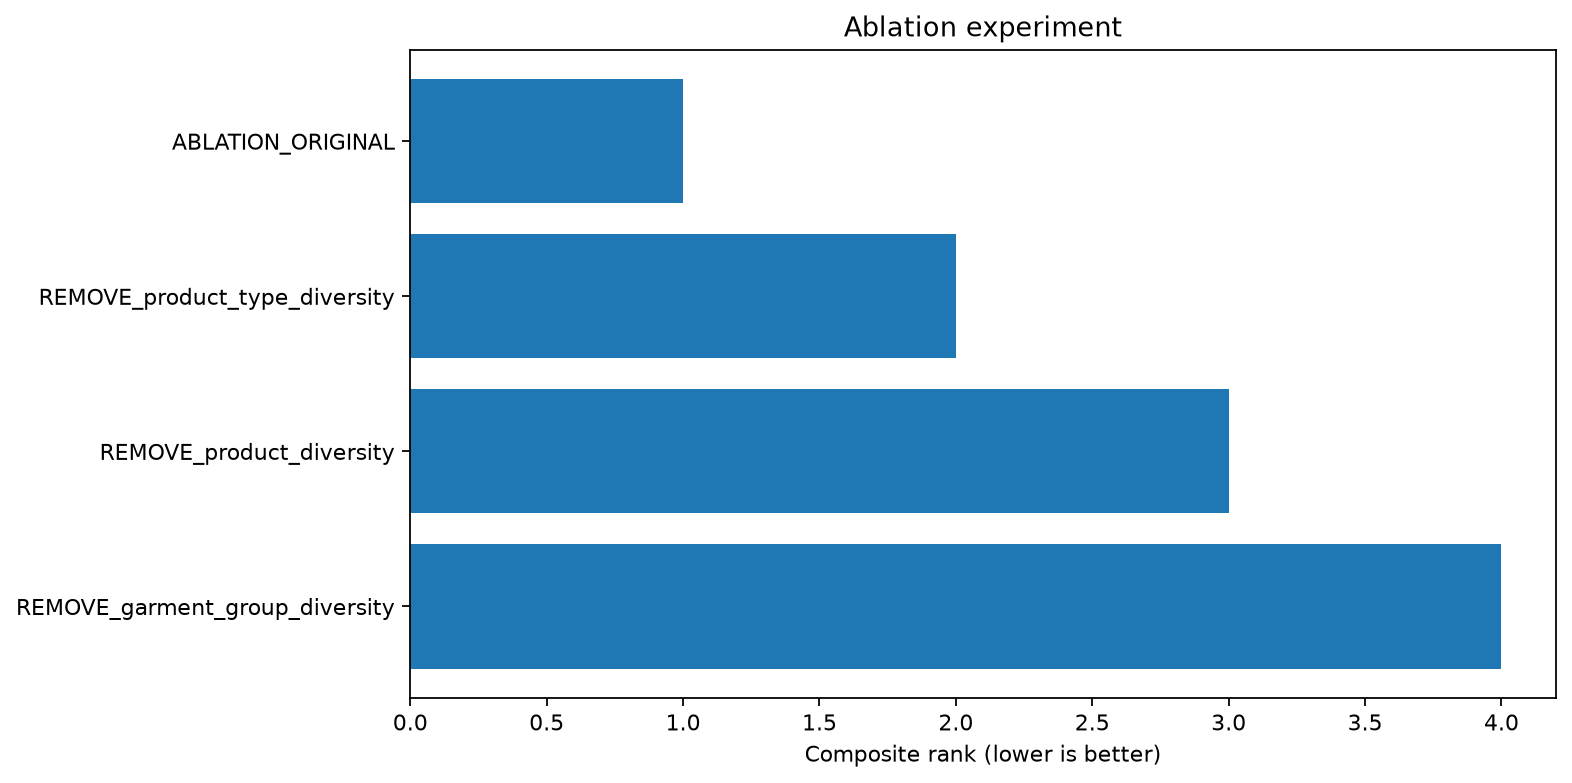 Ablation experiment
ABLATION_ORIGINAL
REMOVE_product_type_diversity
REMOVE_product_diversity
REMOVE_garment_group_diversity
0.0 0.5 1.0 1.5 2.0 2.5 3.0 3.5 4.0
Composite rank (lower is better)